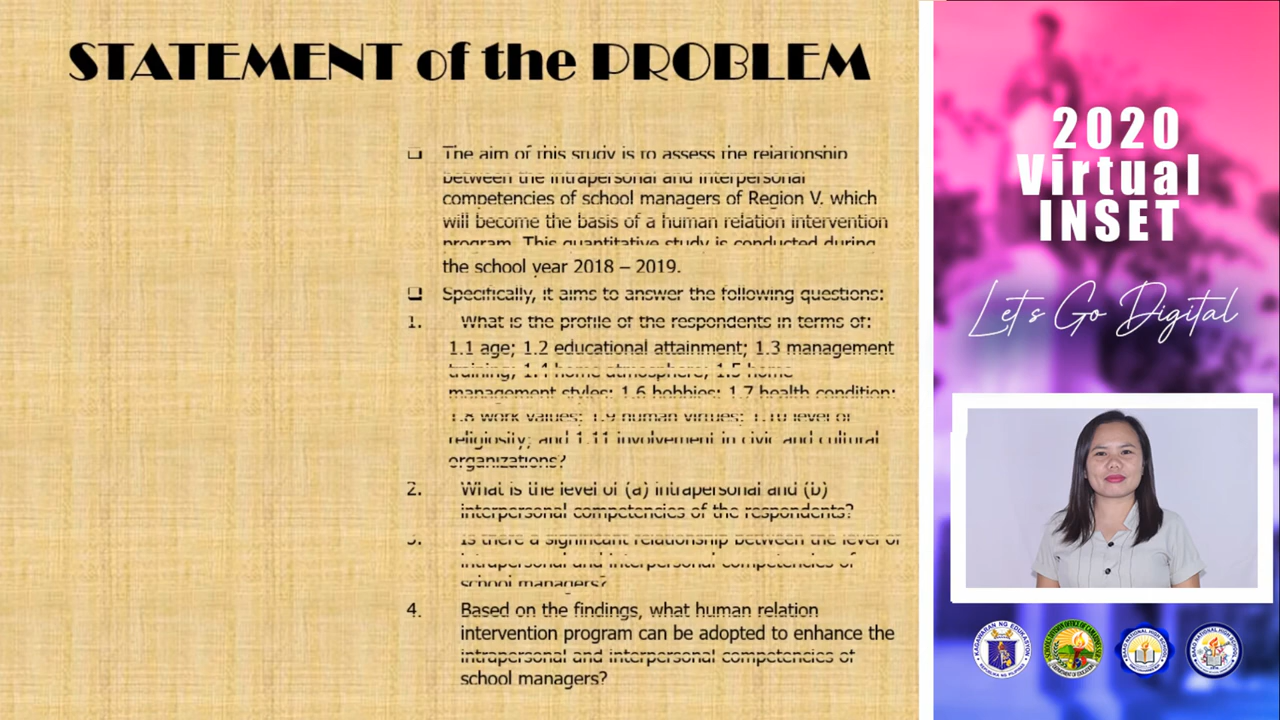 STATEMENT of the PROBLEM
❑ The aim of this study is to assess the relationship
between the intrapersonal and interpersonal
competencies of school managers of Region V. which
will become the basis of a human relation intervention
program. This quantitative study is conducted during
the school year 2018 – 2019.
❑ Specifically, it aims to answer the following questions:
1. What is the profile of the respondents in terms of:
1.1 age; 1.2 educational attainment; 1.3 management
training; 1.4 home atmosphere; 1.5 home
management styles; 1.6 hobbies; 1.7 health condition;
1.8 work values; 1.9 human virtues; 1.10 level of
religiosity; and 1.11 involvement in civic and cultural
organizations?
2. What is the level of (a) intrapersonal and (b)
interpersonal competencies of the respondents?
3. Is there a significant relationship between the level of
intrapersonal and interpersonal competencies of
school managers?
4. Based on the findings, what human relation
intervention program can be adopted to enhance the
intrapersonal and interpersonal competencies of
school managers?
2020
Virtual
INSET
Let's Go Digital
KAGAWARAN NG EDUKASYON
REPUBLIKA NG PILIPINAS